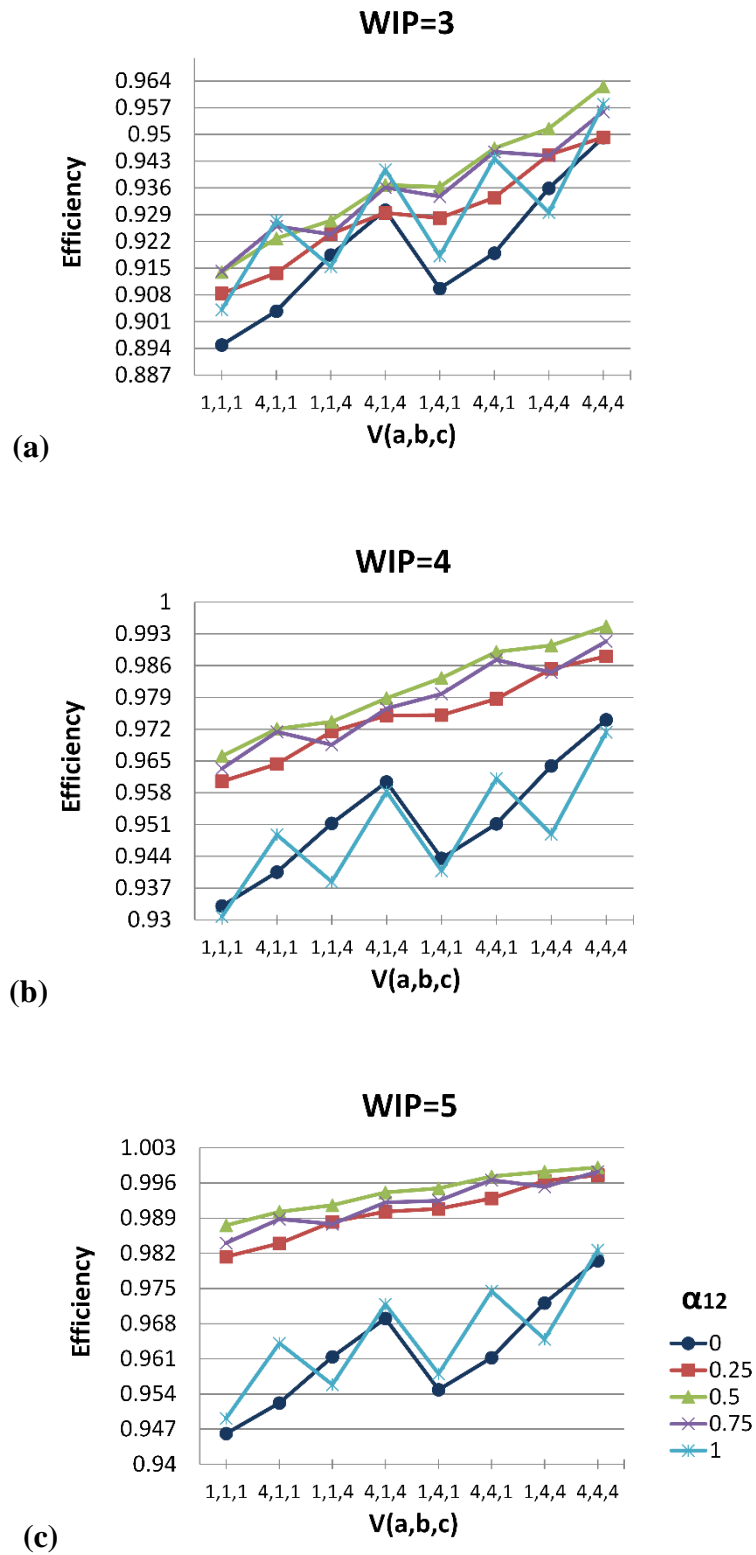 WIP=3
0.964
0.957
0.95
0.943
0.936
0.929
0.922
0.915
0.908
0.901
0.894
0.887
Efficiency
1,1,1 4,1,1 1,1,4 4,1,4 1,4,1 4,4,1 1,4,4 4,4,4
V(a,b,c)
(a)
WIP=4
1
0.993
0.986
0.979
0.972
0.965
0.958
0.951
0.944
0.937
0.93
Efficiency
1,1,1 4,1,1 1,1,4 4,1,4 1,4,1 4,4,1 1,4,4 4,4,4
V(a,b,c)
(b)
WIP=5
1.003
0.996
0.989
0.982
0.975
0.968
0.961
0.954
0.947
0.94
Efficiency
1,1,1 4,1,1 1,1,4 4,1,4 1,4,1 4,4,1 1,4,4 4,4,4
V(a,b,c)
α12
0
0.25
0.5
0.75
1
(c)